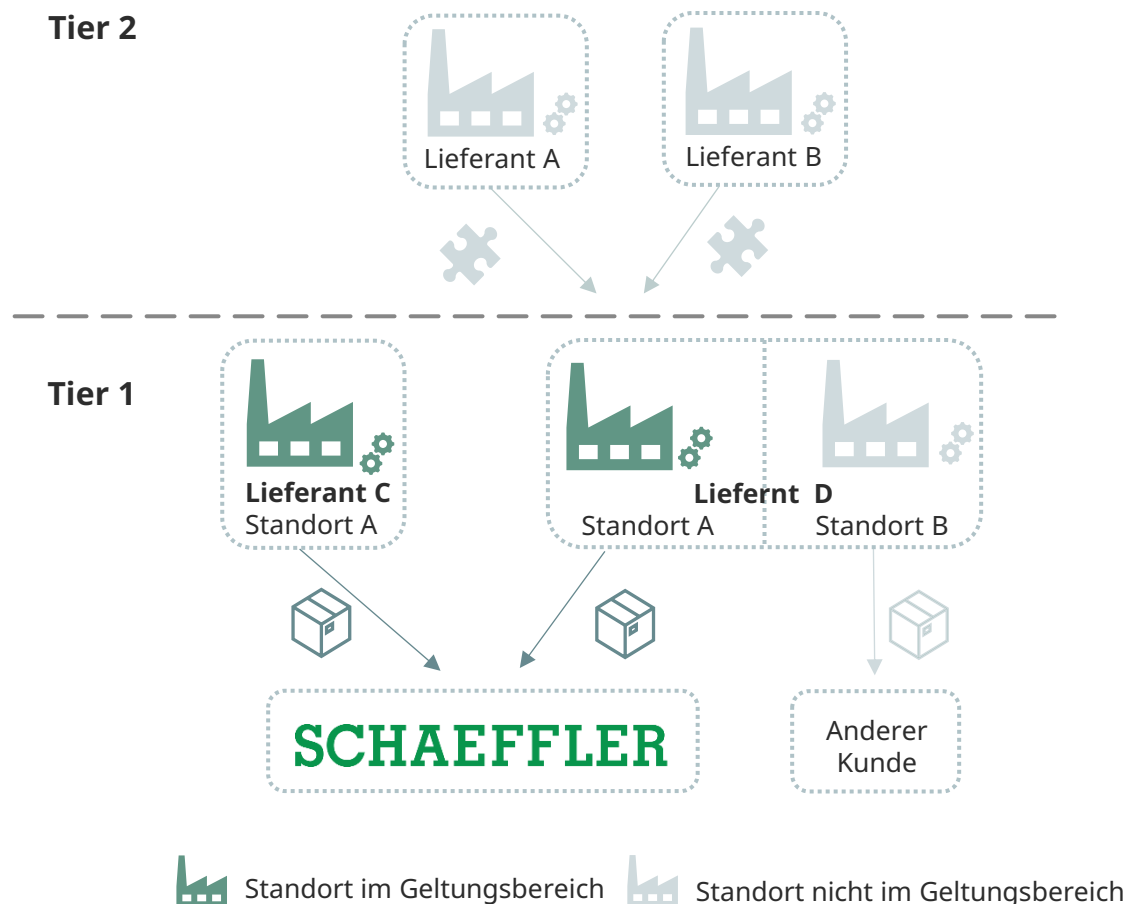 Tier 2
Lieferant A
Lieferant B
Tier 1
Lieferant C
Standort A
Liefernt D
Standort A
Standort B
SCHAEFFLER
Anderer
Kunde
Standort im Geltungsbereich
Standort nicht im Geltungsbereich